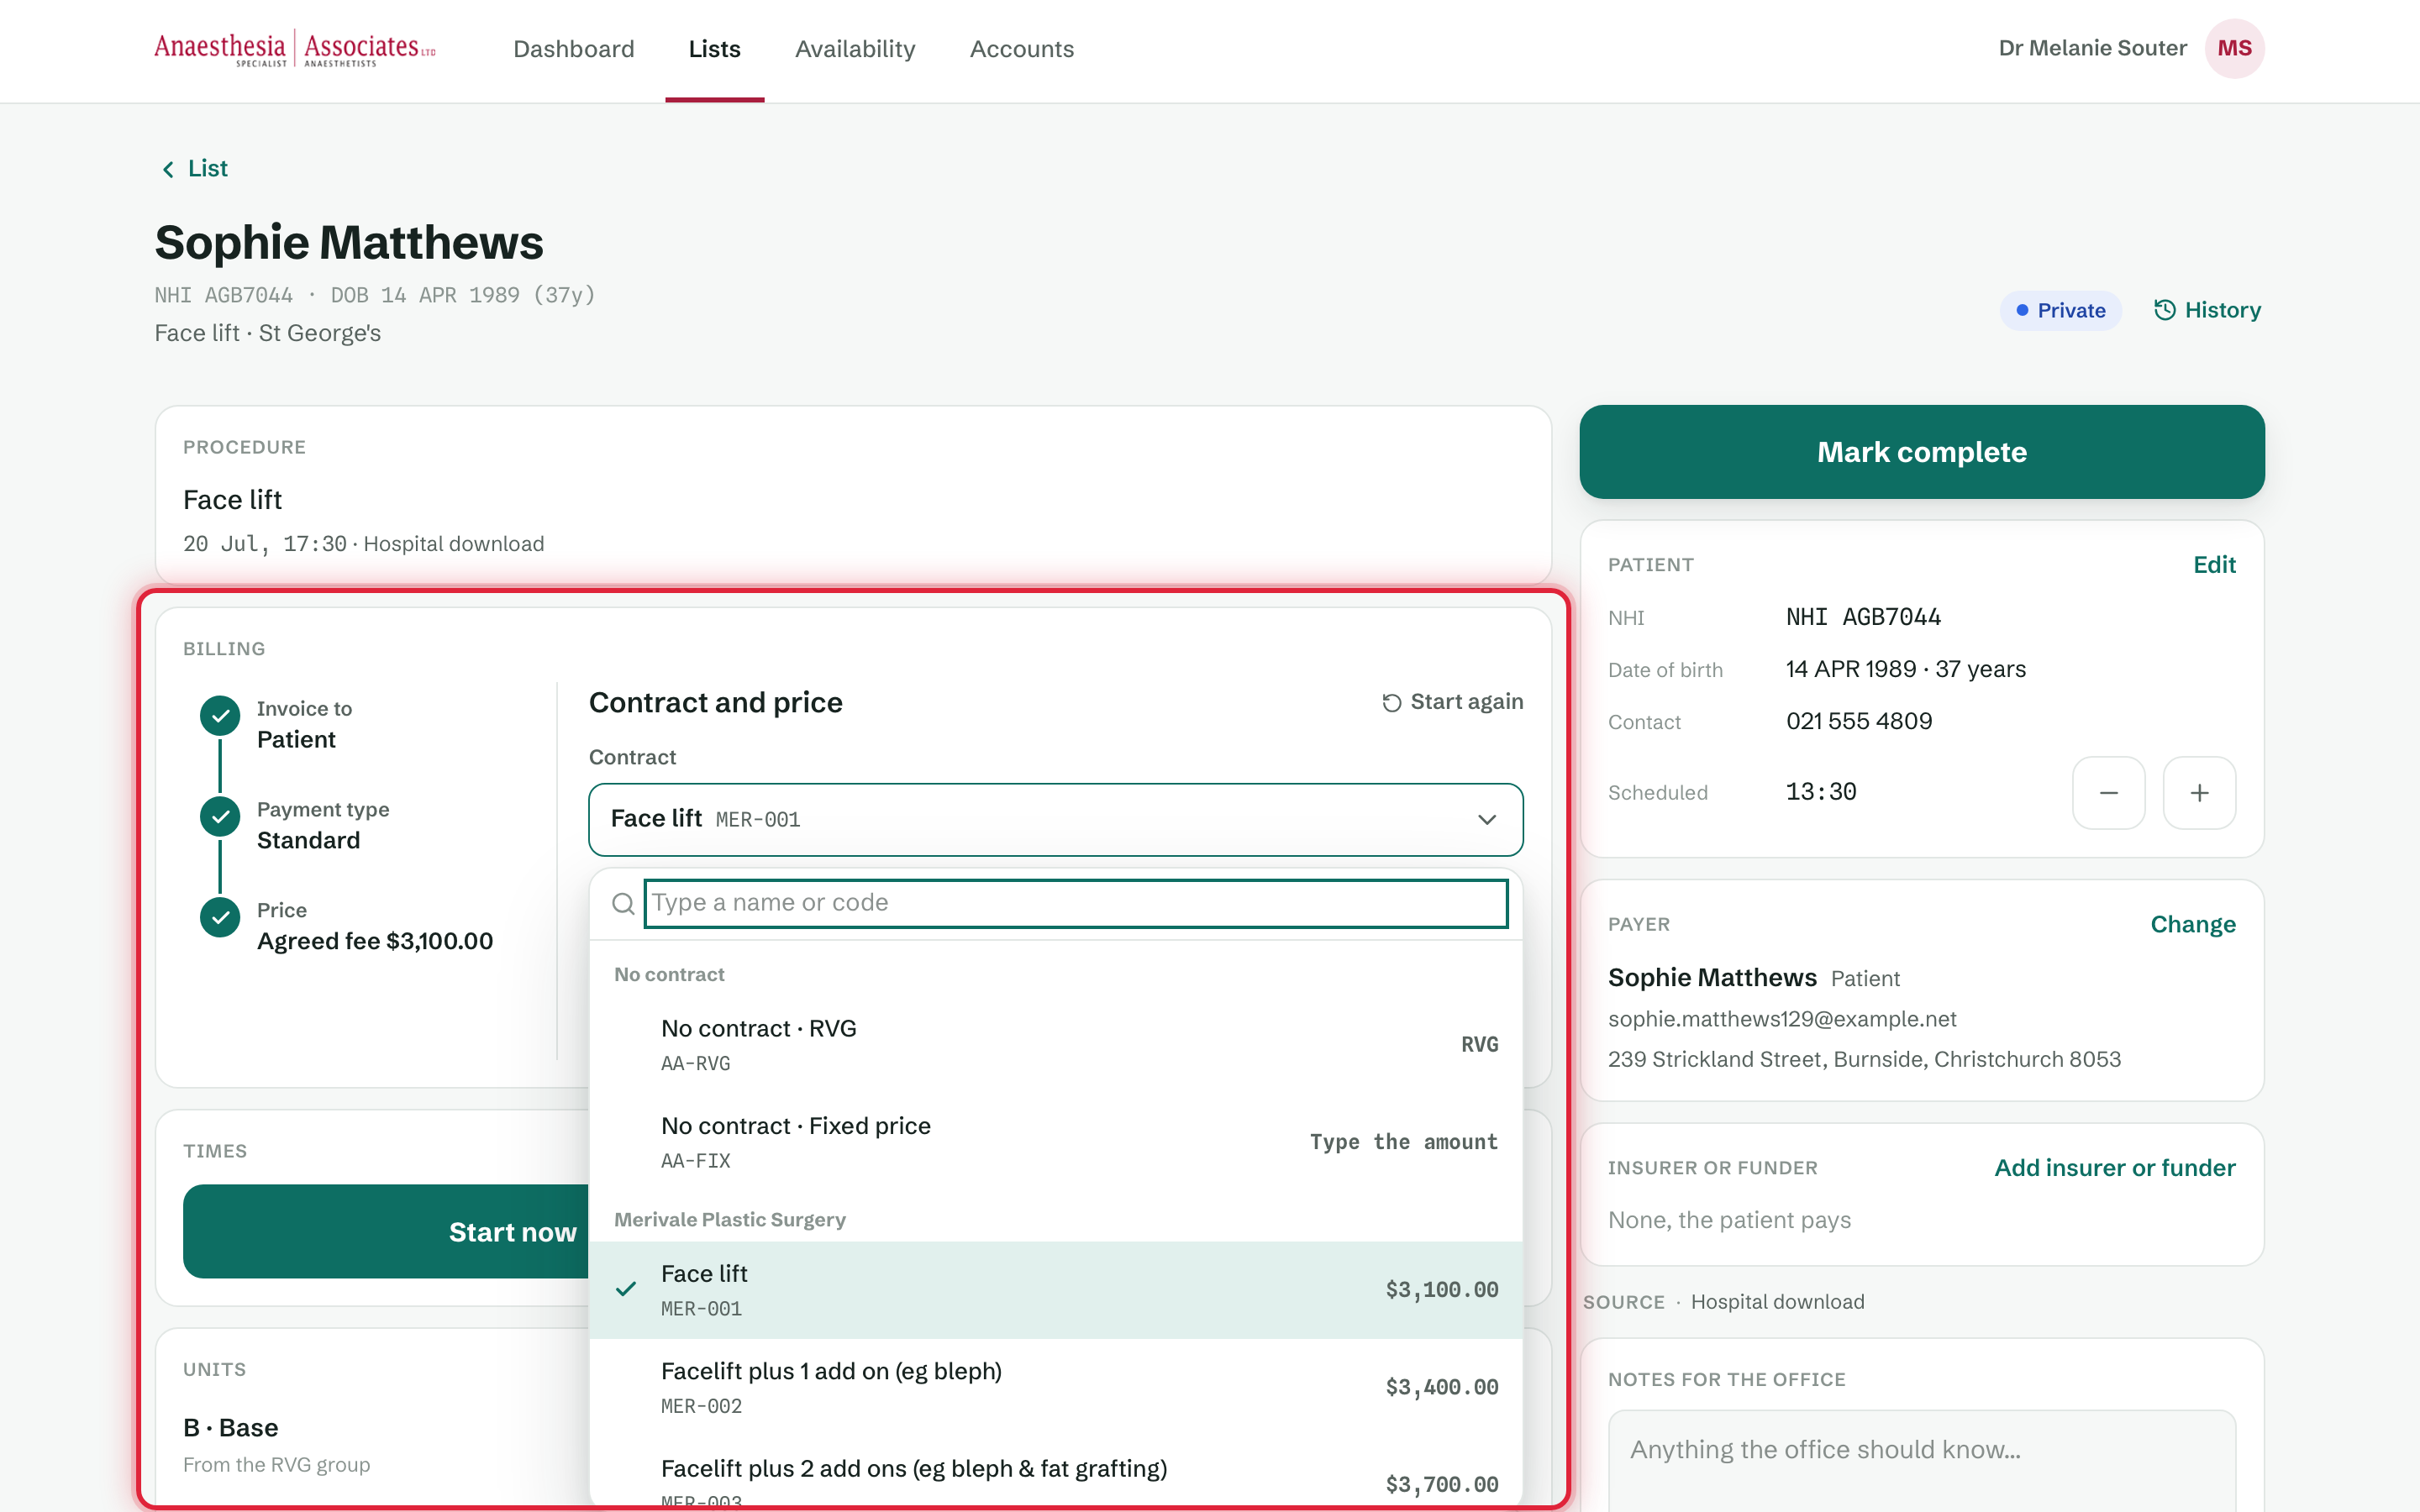 Anaesthesia | Associates LTD
SPECIALIST ANAESTHETISTS
Dashboard
Lists
Availability
Accounts
Dr Melanie Souter
MS
List
Sophie Matthews
NHI AGB7044 · DOB 14 APR 1989 (37y)
Face lift · St George's
Private
History
PROCEDURE
Face lift
20 Jul, 17:30 · Hospital download
BILLING
Invoice to
Patient
Payment type
Standard
Price
Agreed fee $3,100.00
Contract and price
Start again
Contract
Face lift MER-001
Type a name or code
No contract
No contract · RVG
AA-RVG
RVG
No contract · Fixed price
AA-FIX
Type the amount
Merivale Plastic Surgery
Face lift
MER-001
$3,100.00
Facelift plus 1 add on (eg bleph)
MER-002
$3,400.00
Facelift plus 2 add ons (eg bleph & fat grafting)
MER-003
$3,700.00
TIMES
Start now
UNITS
B · Base
From the RVG group
Mark complete
PATIENT
Edit
NHI
NHI AGB7044
Date of birth
14 APR 1989 · 37 years
Contact
021 555 4809
Scheduled
13:30
PAYER
Change
Sophie Matthews Patient
sophie.matthews129@example.net
239 Strickland Street, Burnside, Christchurch 8053
INSURER OR FUNDER
Add insurer or funder
None, the patient pays
SOURCE · Hospital download
NOTES FOR THE OFFICE
Anything the office should know...